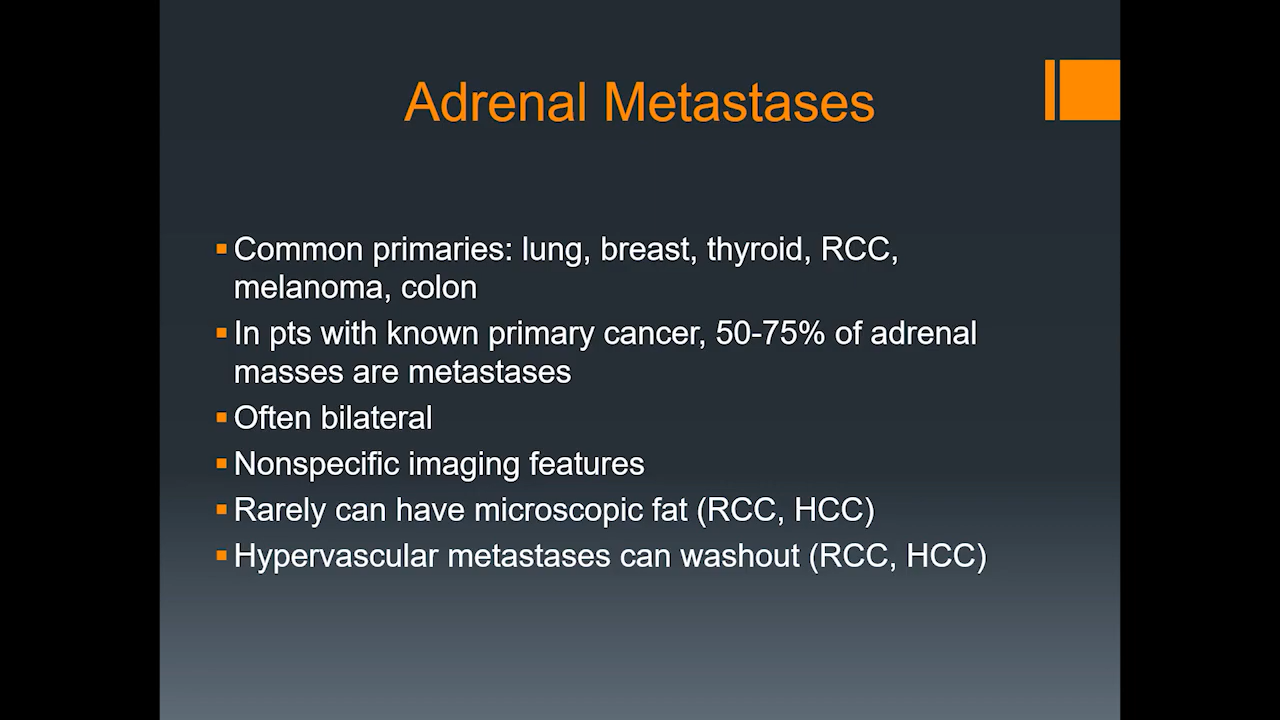 Adrenal Metastases
Common primaries: lung, breast, thyroid, RCC,
melanoma, colon
In pts with known primary cancer, 50-75% of adrenal
masses are metastases
Often bilateral
Nonspecific imaging features
Rarely can have microscopic fat (RCC, HCC)
Hypervascular metastases can washout (RCC, HCC)